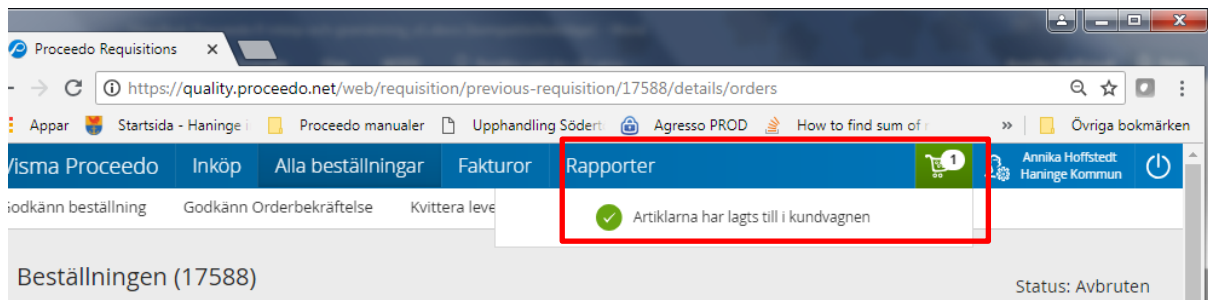 Proceedo Requisitions
https://quality.proceedo.net/web/requisition/previous-requisition/17588/details/orders
Appar Startsida - Haninge i Proceedo manualer Upphandling Södert Agresso PROD How to find sum of » Övriga bokmärken
Visma Proceedo Inköp Alla beställningar Fakturor Rapporter 1 Annika Hoffstedt
Haninge Kommun
Godkänn beställning Godkänn Orderbekräftelse Kvittera leve
Artiklarna har lagts till i kundvagnen
Beställningen (17588)
Status: Avbruten